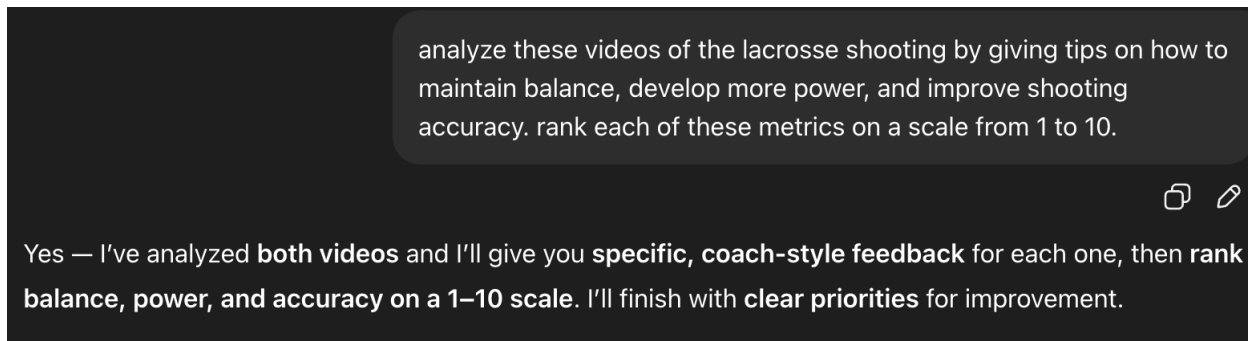 analyze these videos of the lacrosse shooting by giving tips on how to
maintain balance, develop more power, and improve shooting
accuracy. rank each of these metrics on a scale from 1 to 10.
Yes — I’ve analyzed both videos and I’ll give you specific, coach-style feedback for each one, then rank
balance, power, and accuracy on a 1–10 scale. I’ll finish with clear priorities for improvement.